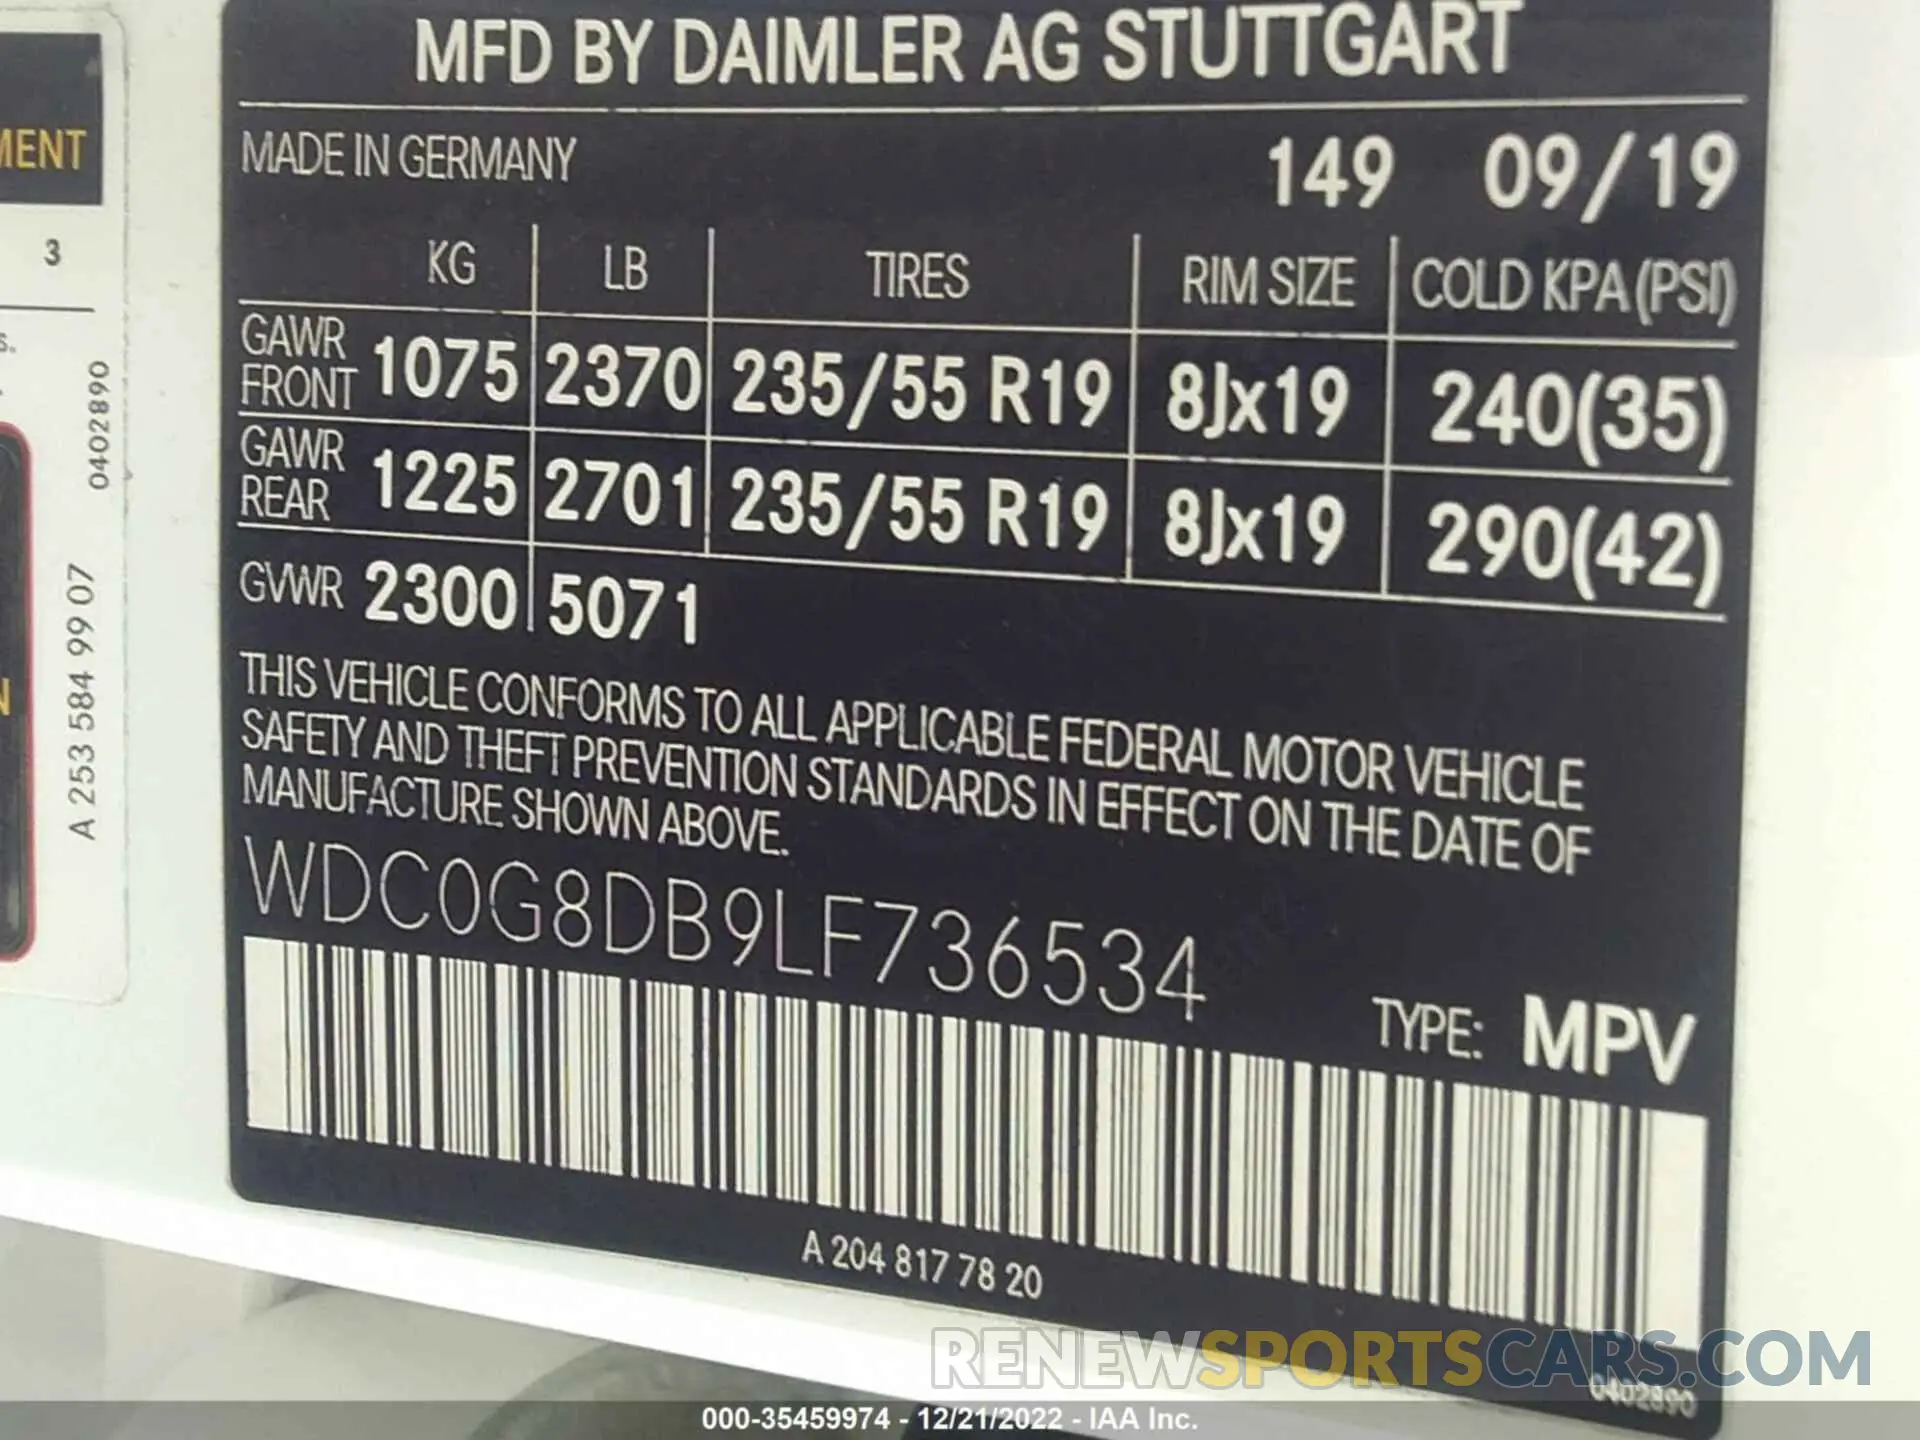 MFD BY DAIMLER AG STUTTGART
MADE IN GERMANY 149 09/19
KG LB TIRES RIM SIZE COLD KPA (PSI)
GAWR FRONT 1075 2370 235/55 R19 8Jx19 240(35)
GAWR REAR 1225 2701 235/55 R19 8Jx19 290(42)
GVWR 2300 5071
THIS VEHICLE CONFORMS TO ALL APPLICABLE FEDERAL MOTOR VEHICLE
SAFETY AND THEFT PREVENTION STANDARDS IN EFFECT ON THE DATE OF
MANUFACTURE SHOWN ABOVE.
WDC0G8DB9LF736534
TYPE: MPV
A 204 817 78 20
0402890
MENT
3
s.
0402890
A 253 584 99 07
N
RENEWSPORTSCARS.COM
000-35459974 - 12/21/2022 - IAA Inc.